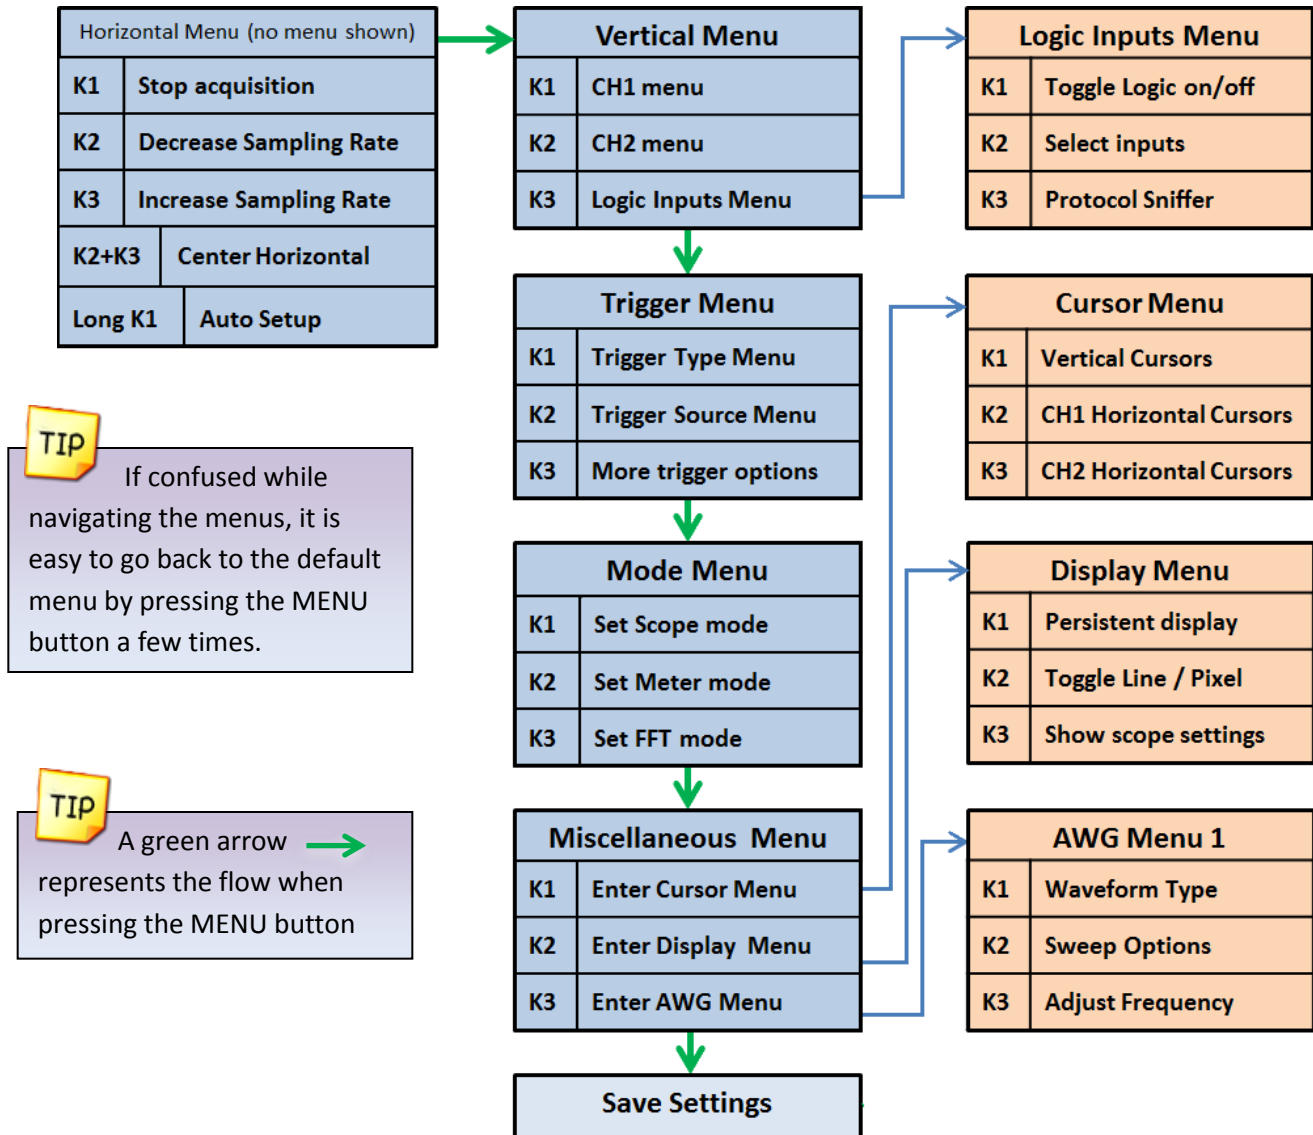 Horizontal Menu (no menu shown)
K1 Stop acquisition
K2 Decrease Sampling Rate
K3 Increase Sampling Rate
K2+K3 Center Horizontal
Long K1 Auto Setup
Vertical Menu
K1 CH1 menu
K2 CH2 menu
K3 Logic Inputs Menu
Logic Inputs Menu
K1 Toggle Logic on/off
K2 Select inputs
K3 Protocol Sniffer
Trigger Menu
K1 Trigger Type Menu
K2 Trigger Source Menu
K3 More trigger options
Cursor Menu
K1 Vertical Cursors
K2 CH1 Horizontal Cursors
K3 CH2 Horizontal Cursors
TIP
If confused while
navigating the menus, it is
easy to go back to the default
menu by pressing the MENU
button a few times.
Mode Menu
K1 Set Scope mode
K2 Set Meter mode
K3 Set FFT mode
Display Menu
K1 Persistent display
K2 Toggle Line / Pixel
K3 Show scope settings
TIP
A green arrow
represents the flow when
pressing the MENU button
Miscellaneous Menu
K1 Enter Cursor Menu
K2 Enter Display Menu
K3 Enter AWG Menu
AWG Menu 1
K1 Waveform Type
K2 Sweep Options
K3 Adjust Frequency
Save Settings